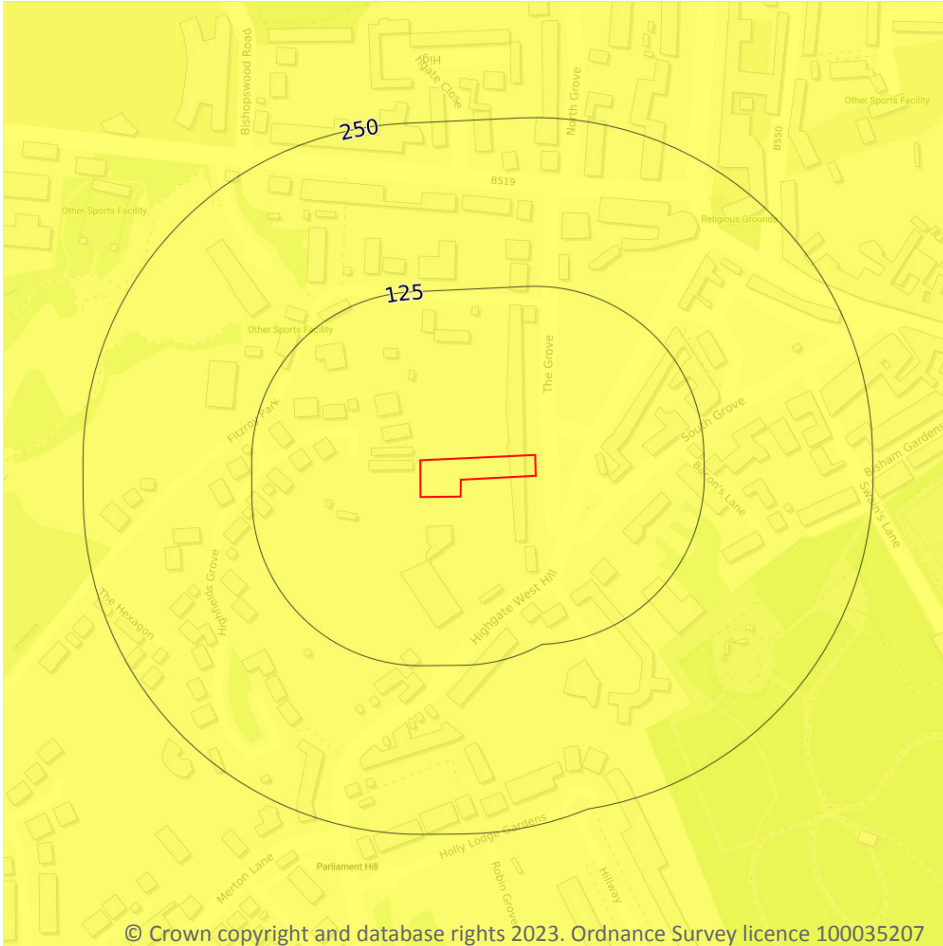 Bishopswood Road
Highgate Close
North Grove
B550
Other Sports Facility
250
B519
Other Sports Facility
Religious Grounds
125
Other Sports Facility
The Grove
Fitzroy Park
South Grove
Bisham Gardens
Bacon's Lane
Swain's Lane
Highfields Grove
The Hexagon
Highgate West Hill
Holly Lodge Gardens
Merton Lane
Parliament Hill
Robin Grove
Hillway
© Crown copyright and database rights 2023. Ordnance Survey licence 100035207